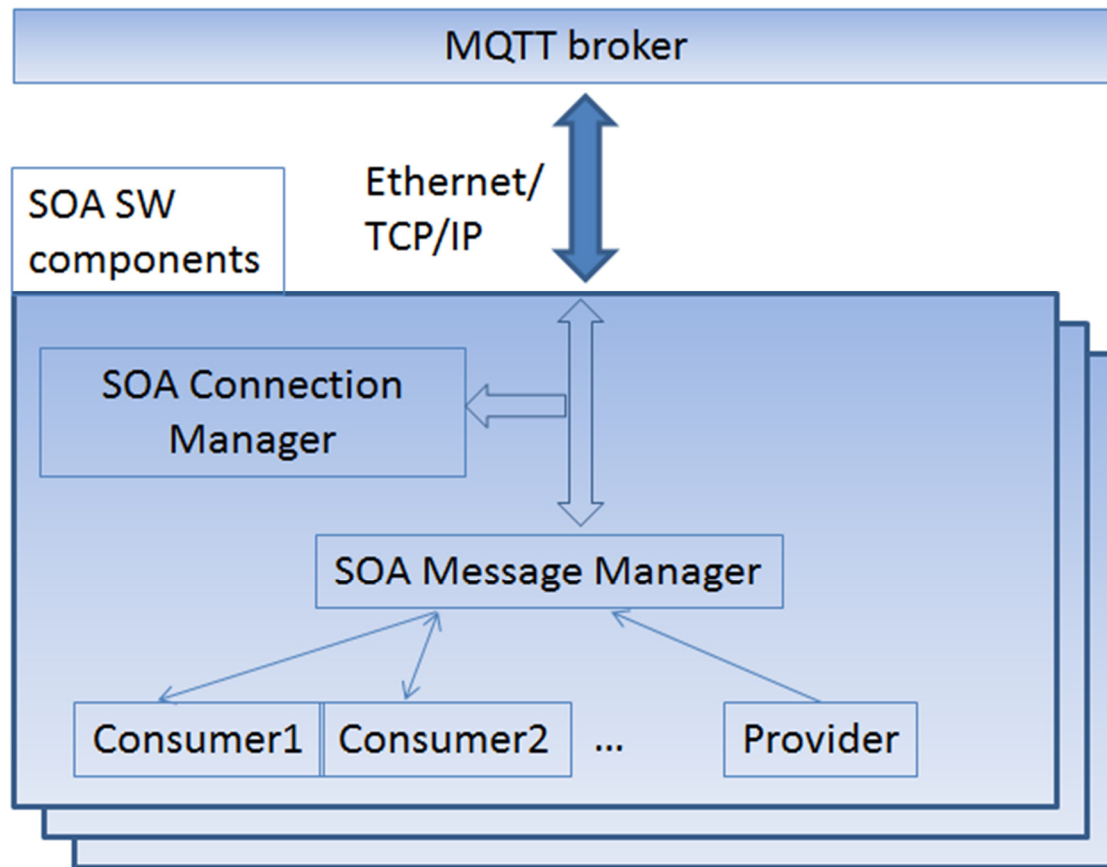 MQTT broker
Ethernet/
TCP/IP
SOA SW
components
SOA Connection
Manager
SOA Message Manager
Consumer1
Consumer2
...
Provider